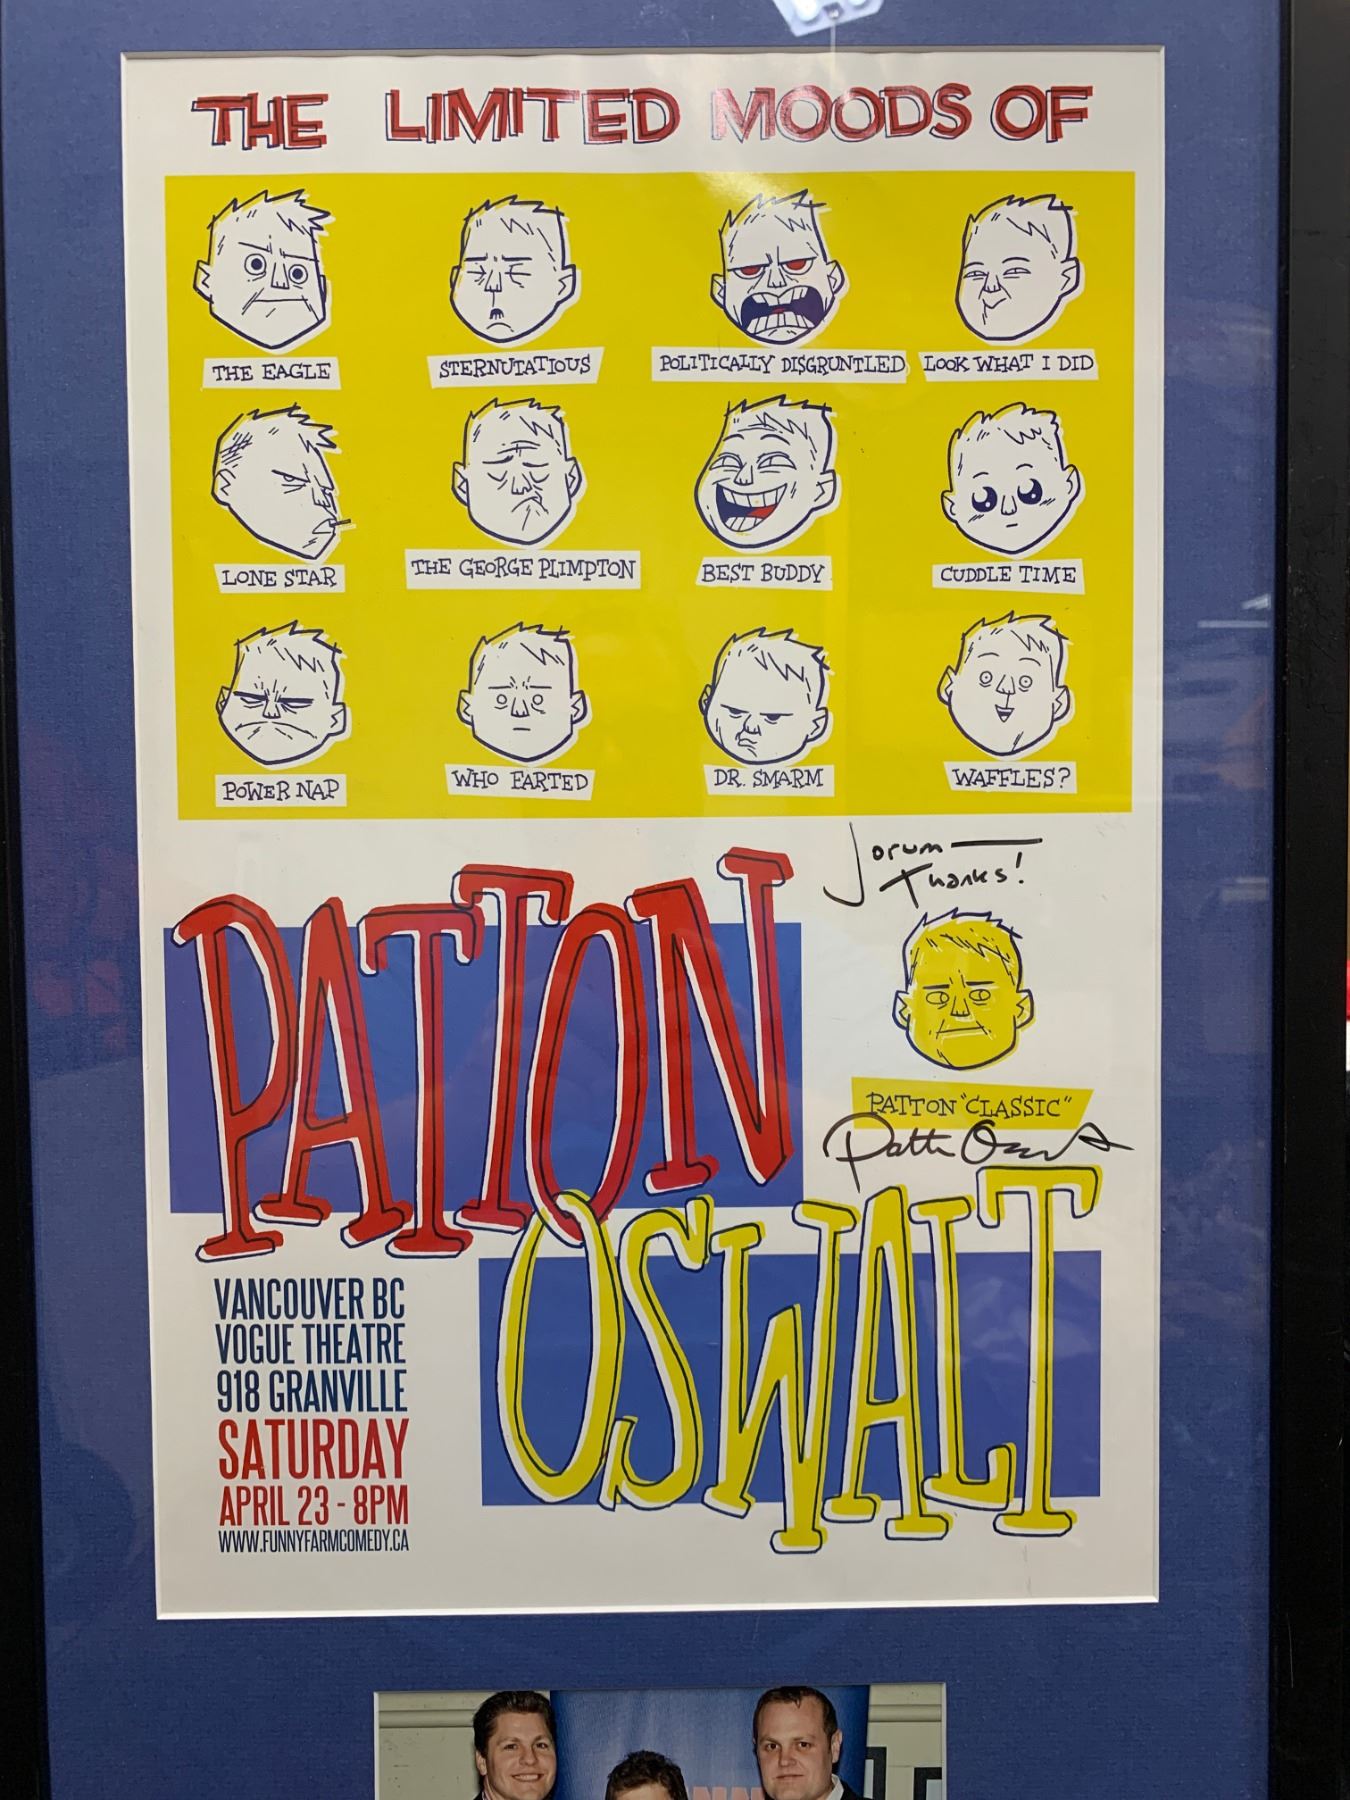 THE LIMITED MOODS OF
THE EAGLE
STERNUTATIOUS
POLITICALLY DISGRUNTLED
LOOK WHAT I DID
LONE STAR
THE GEORGE PLIMPTON
BEST BUDDY
CUDDLE TIME
POWER NAP
WHO FARTED
DR. SMARM
WAFFLES?
Jorum —
Thanks!
PATTON "CLASSIC"
Patton Oswalt
PATTON
OSWALT
VANCOUVER BC
VOGUE THEATRE
918 GRANVILLE
SATURDAY
APRIL 23 - 8PM
WWW.FUNNYFARMCOMEDY.CA